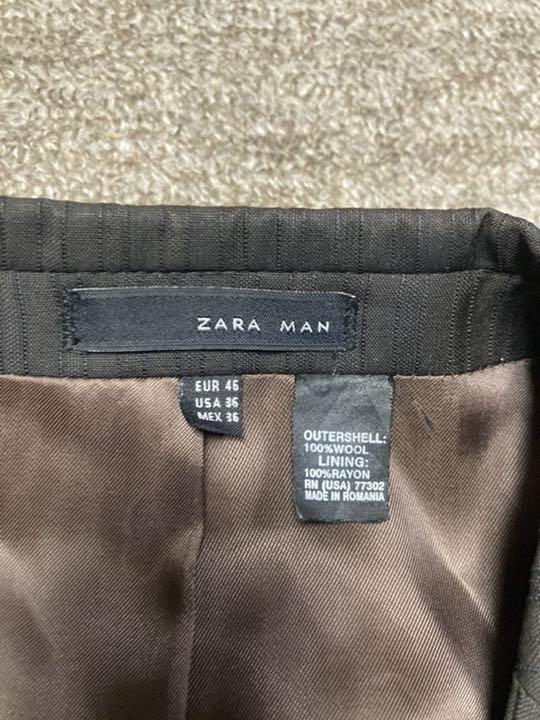 ZARA MAN
EUR 46
USA 36
MEX 36
OUTERSHELL:
100%WOOL
LINING:
100%RAYON
RN (USA) 77302
MADE IN ROMANIA